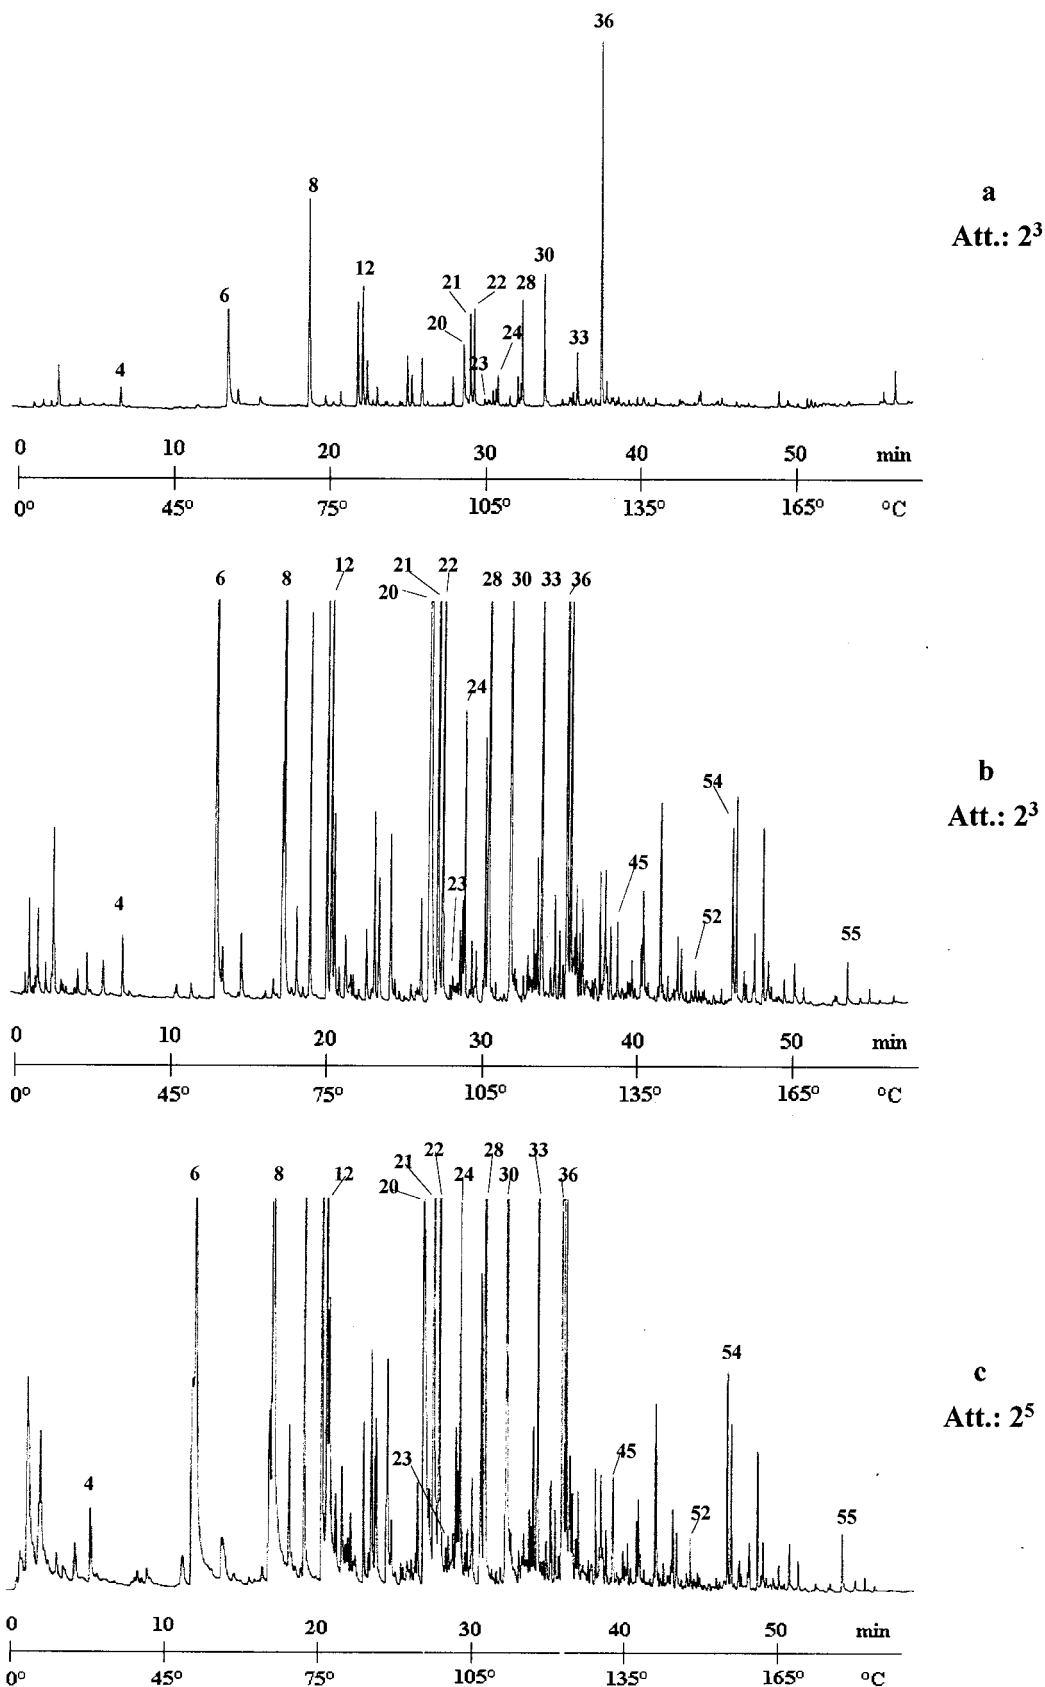 36
8
a
Att.: 2³
30
12
21 22 28
6
20
24 33
23
4
0 10 20 30 40 50 min
0° 45° 75° 105° 135° 165° °C
6 8 12 21 22 28 30 33 36
20
24
b
Att.: 2³
54
45
23
4
52
55
0 10 20 30 40 50 min
0° 45° 75° 105° 135° 165° °C
6 8 12 21 22 24 28 30 33 36
20
54
c
Att.: 2⁵
45
23
4
52
55
0 10 20 30 40 50 min
0° 45° 75° 105° 135° 165° °C